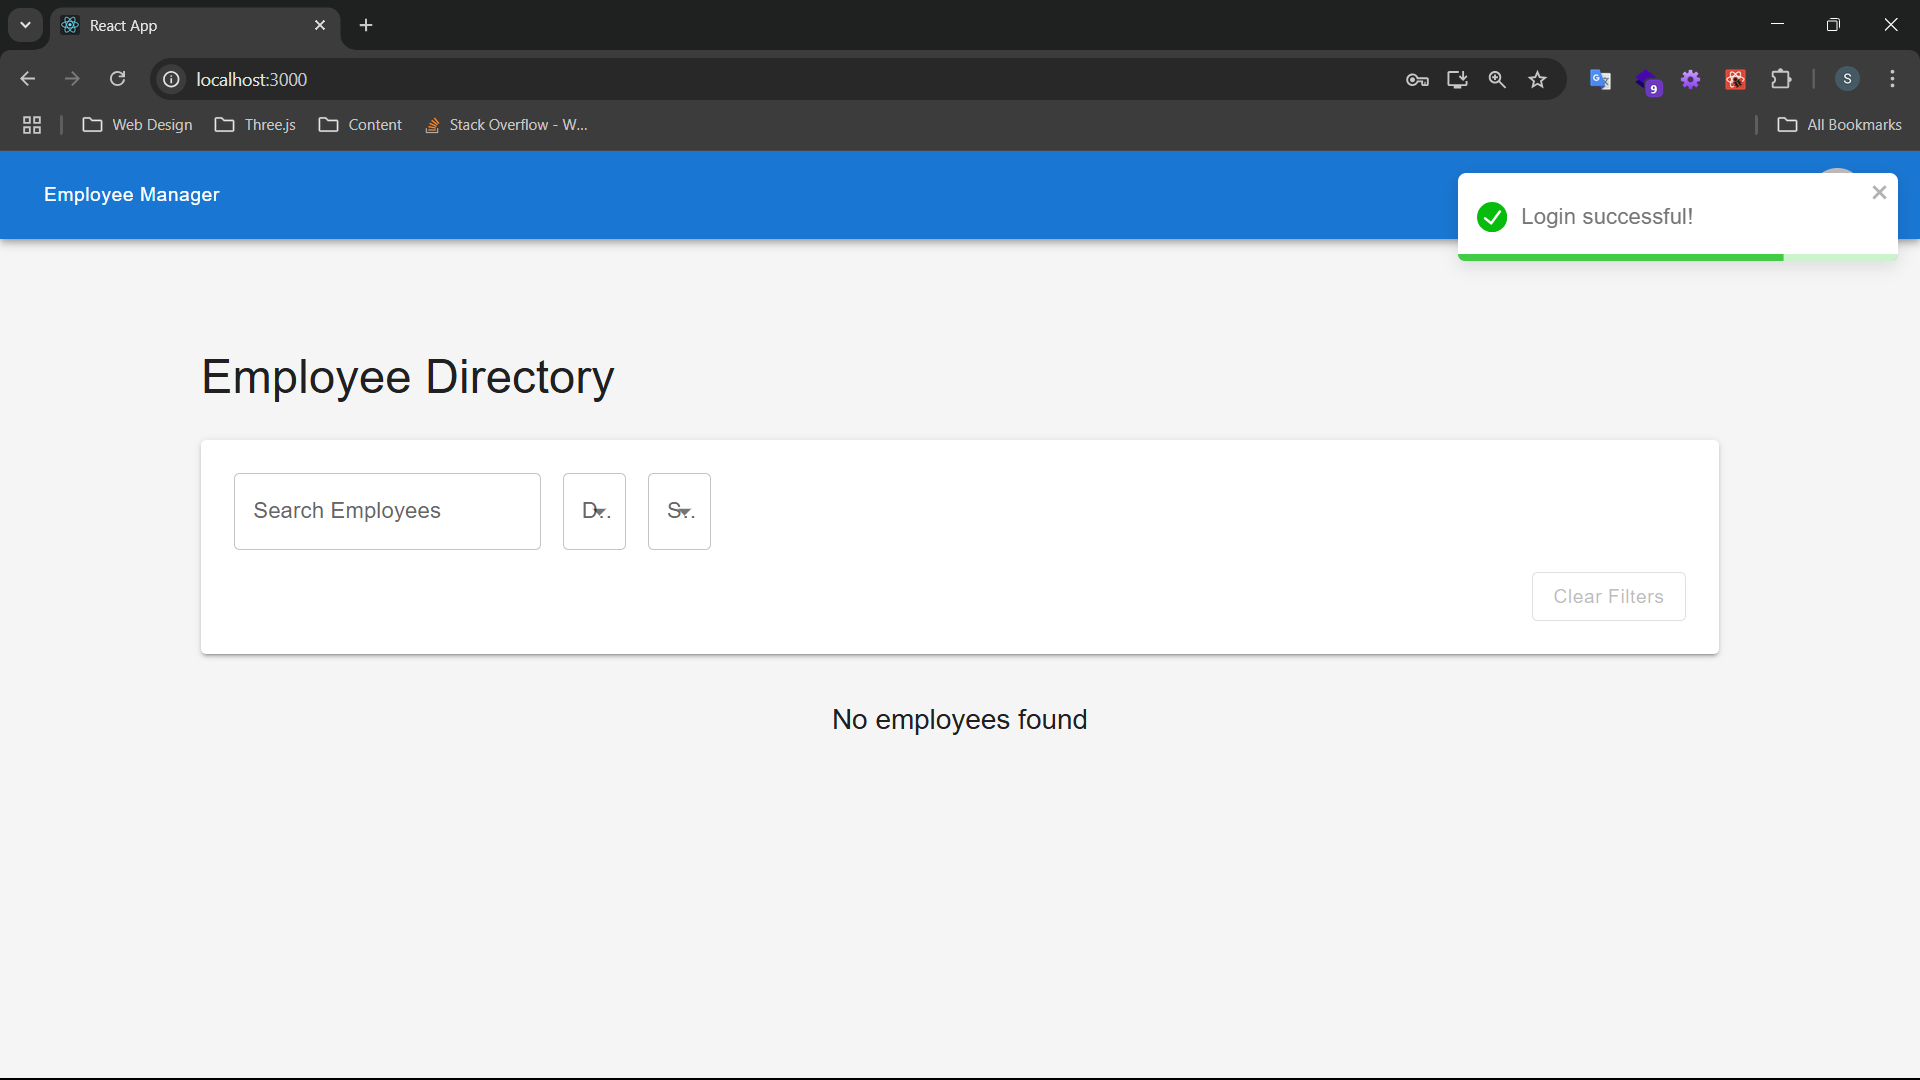 React App
localhost:3000
9
S
Web Design
Three.js
Content
Stack Overflow - W...
All Bookmarks
Employee Manager
Login successful!
Employee Directory
Search Employees
D...
S...
Clear Filters
No employees found